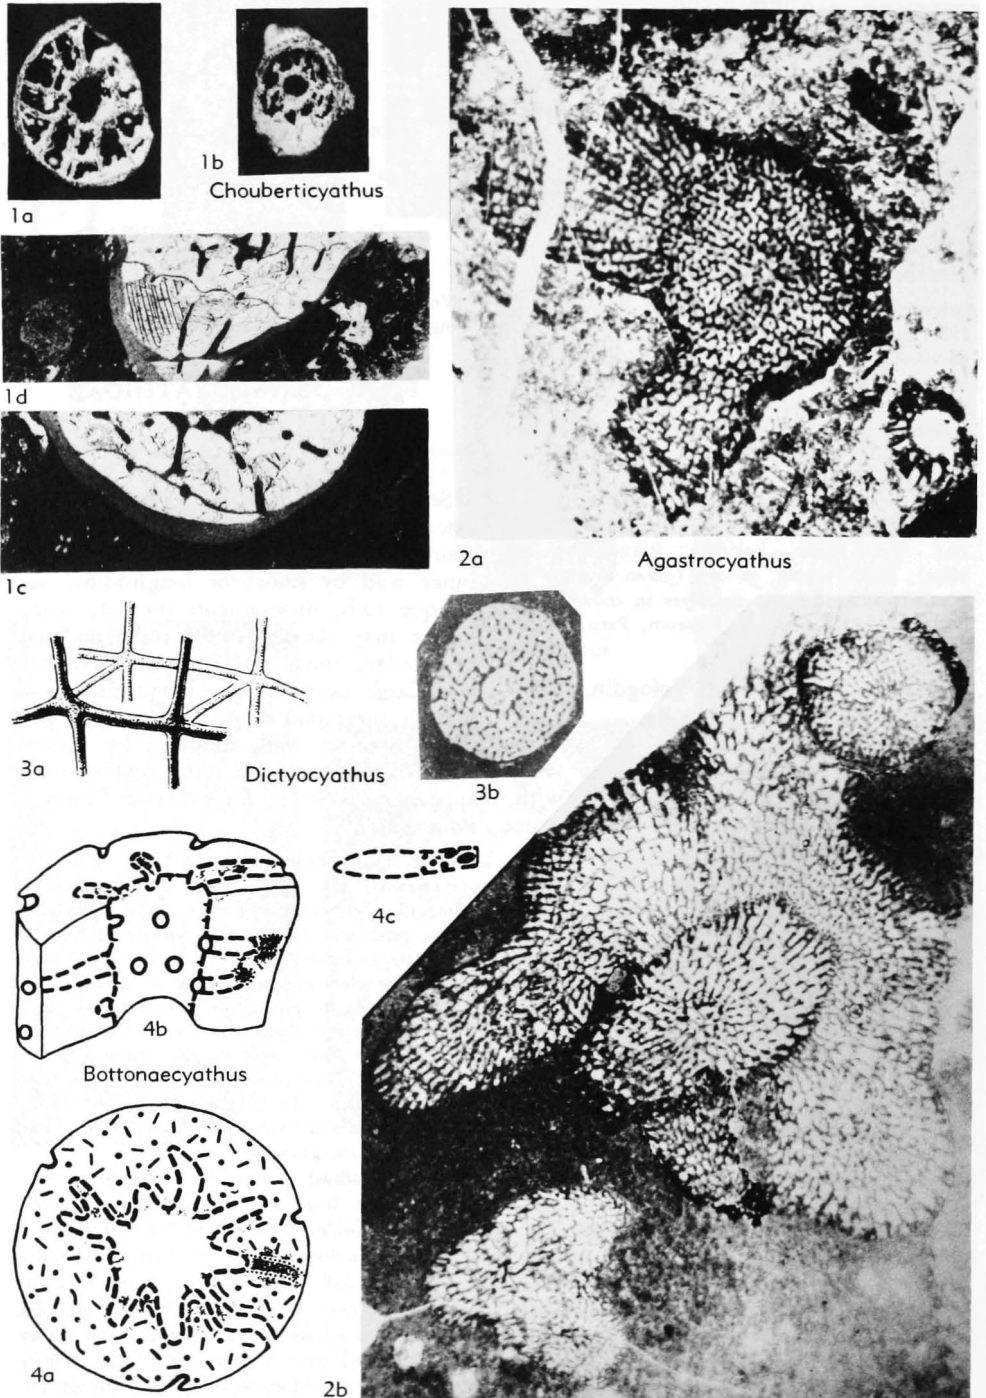 1a
1b
Chouberticyathus
1d
1c
2a
Agastrocyathus
3a
Dictyocyathus
3b
4b
4c
Bottonaecyathus
4a
2b